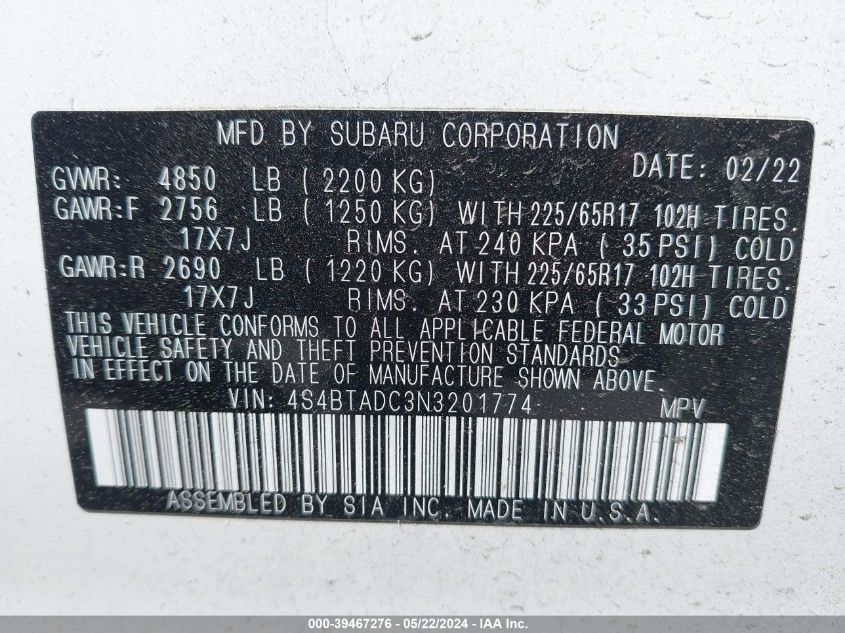 MFD BY SUBARU CORPORATION
DATE: 02/22
GVWR: 4850 LB ( 2200 KG)
GAWR:F 2756 LB ( 1250 KG) WITH 225/65R17 102H TIRES.
17X7J RIMS. AT 240 KPA ( 35 PSI) COLD
GAWR:R 2690 LB ( 1220 KG) WITH 225/65R17 102H TIRES.
17X7J RIMS. AT 230 KPA ( 33 PSI) COLD
THIS VEHICLE CONFORMS TO ALL APPLICABLE FEDERAL MOTOR
VEHICLE SAFETY AND THEFT PREVENTION STANDARDS
IN EFFECT ON THE DATE OF MANUFACTURE SHOWN ABOVE.
VIN: 4S4BTADC3N3201774 MPV
ASSEMBLED BY SIA INC. MADE IN U.S.A.
000-39467276 - 05/22/2024 - IAA Inc.